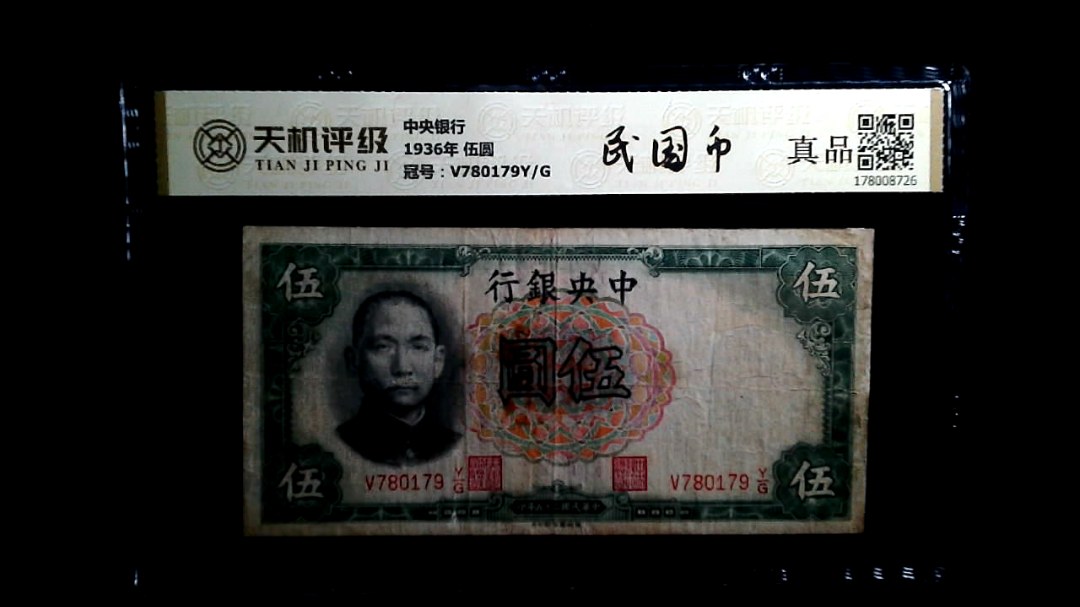 天机评级
TIAN JI PING JI
中央银行
1936年 伍圆
冠号：V780179Y/G
民国币
真品
178008726
伍
行銀央中
伍
圓伍
V780179 Y/G
V780179 Y/G
伍
伍